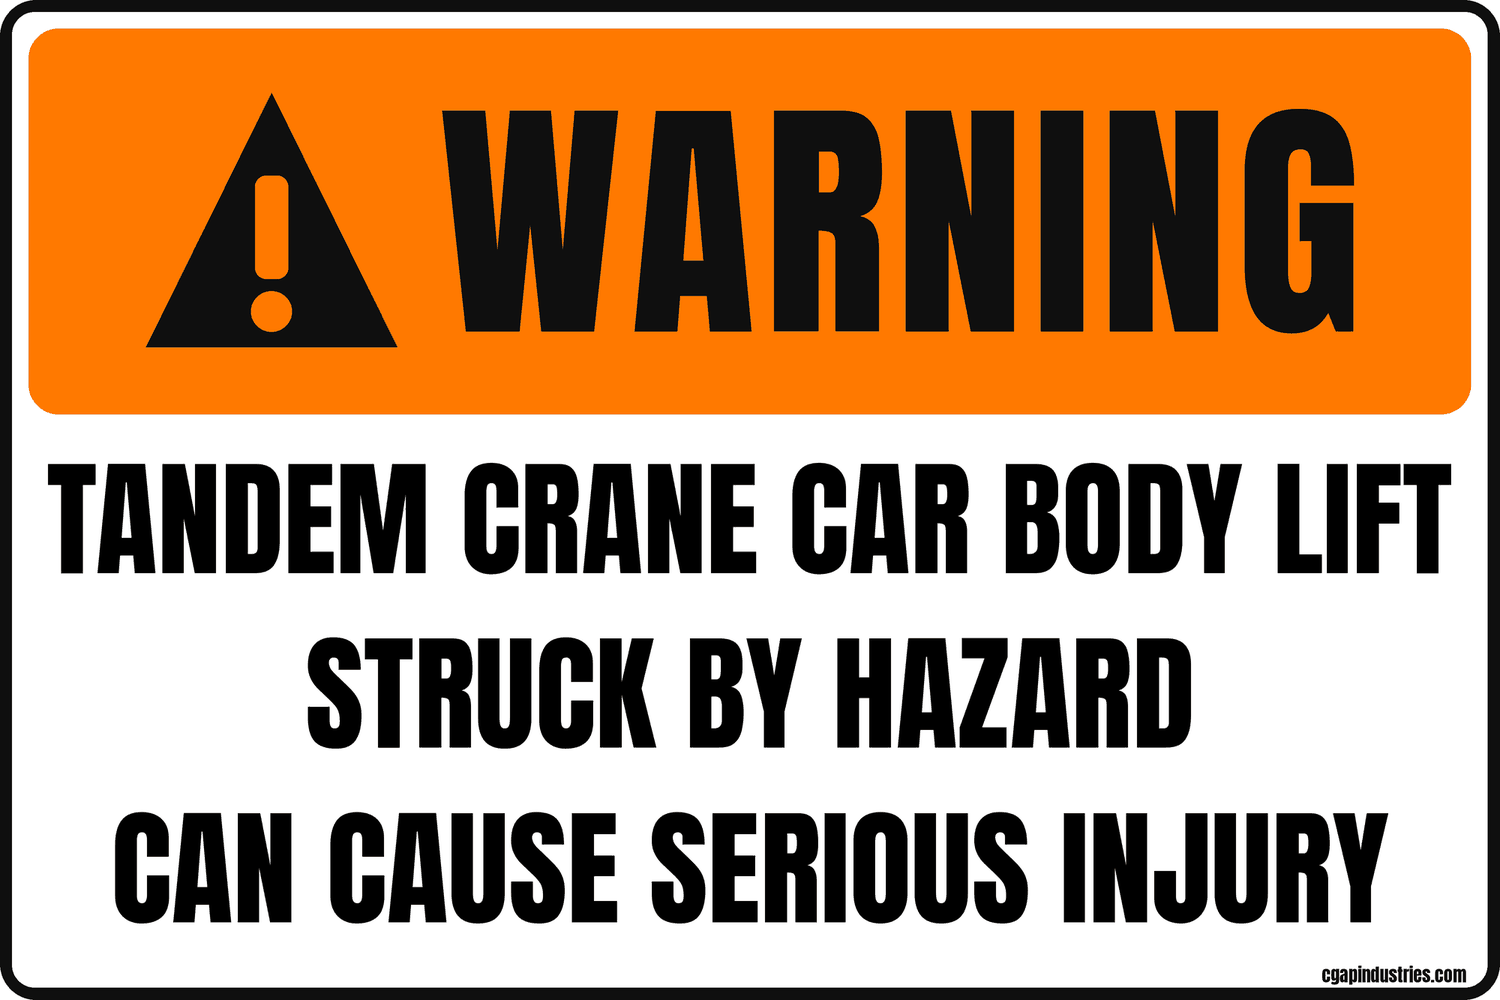 WARNING
TANDEM CRANE CAR BODY LIFT
STRUCK BY HAZARD
CAN CAUSE SERIOUS INJURY
cgapindustries.com